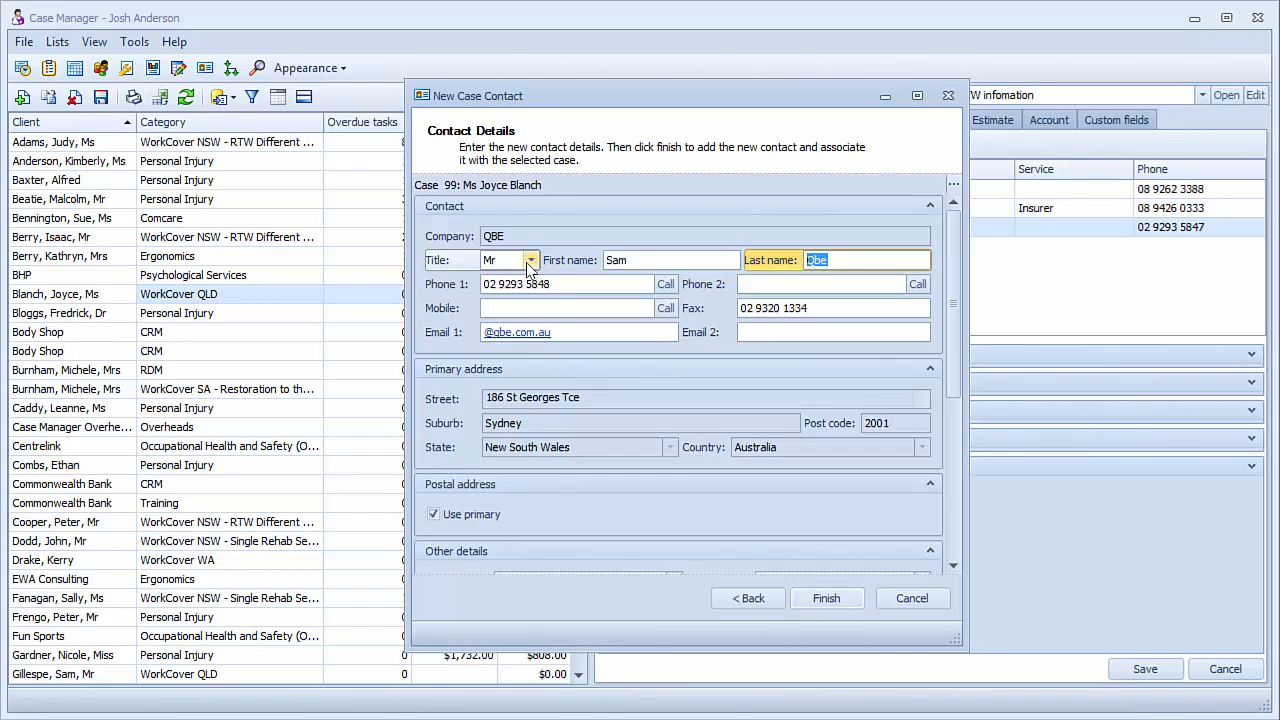 Case Manager - Josh Anderson
File Lists View Tools Help
Appearance
Client Category Overdue tasks
Adams, Judy, Ms WorkCover NSW - RTW Different ...
Anderson, Kimberly, Ms Personal Injury
Baxter, Alfred Personal Injury
Beatie, Malcolm, Mr Personal Injury
Bennington, Sue, Ms Comcare
Berry, Isaac, Mr WorkCover NSW - RTW Different ...
Berry, Kathryn, Mrs Ergonomics
BHP Psychological Services
Blanch, Joyce, Ms WorkCover QLD
Bloggs, Fredrick, Dr Personal Injury
Body Shop CRM
Body Shop CRM
Burnham, Michele, Mrs RDM
Burnham, Michele, Mrs WorkCover SA - Restoration to th...
Caddy, Leanne, Ms Personal Injury
Case Manager Overhe... Overheads
Centrelink Occupational Health and Safety (O...
Combs, Ethan Personal Injury
Commonwealth Bank CRM
Commonwealth Bank Training
Cooper, Peter, Mr WorkCover NSW - RTW Different ...
Dodd, John, Mr WorkCover NSW - Single Rehab Se...
Drake, Kerry WorkCover WA
EWA Consulting Ergonomics
Fanagan, Sally, Ms WorkCover NSW - Single Rehab Se...
Frengo, Peter, Mr Personal Injury
Fun Sports Occupational Health and Safety (O...
Gardner, Nicole, Miss Personal Injury 0 $1,732.00 $808.00
Gillespe, Sam, Mr WorkCover QLD 0 $0.00
New Case Contact
Contact Details
Enter the new contact details. Then click finish to add the new contact and associate
it with the selected case.
Case 99: Ms Joyce Blanch
Contact
Company: QBE
Title: Mr First name: Sam Last name: Qbe
Phone 1: 02 9293 5848 Call Phone 2: Call
Mobile: Call Fax: 02 9320 1334
Email 1: @qbe.com.au Email 2:
Primary address
Street: 186 St Georges Tce
Suburb: Sydney Post code: 2001
State: New South Wales Country: Australia
Postal address
Use primary
Other details
< Back Finish Cancel
W infomation Open Edit
Estimate Account Custom fields
Service Phone
08 9262 3388
Insurer 08 9426 0333
02 9293 5847
Save Cancel